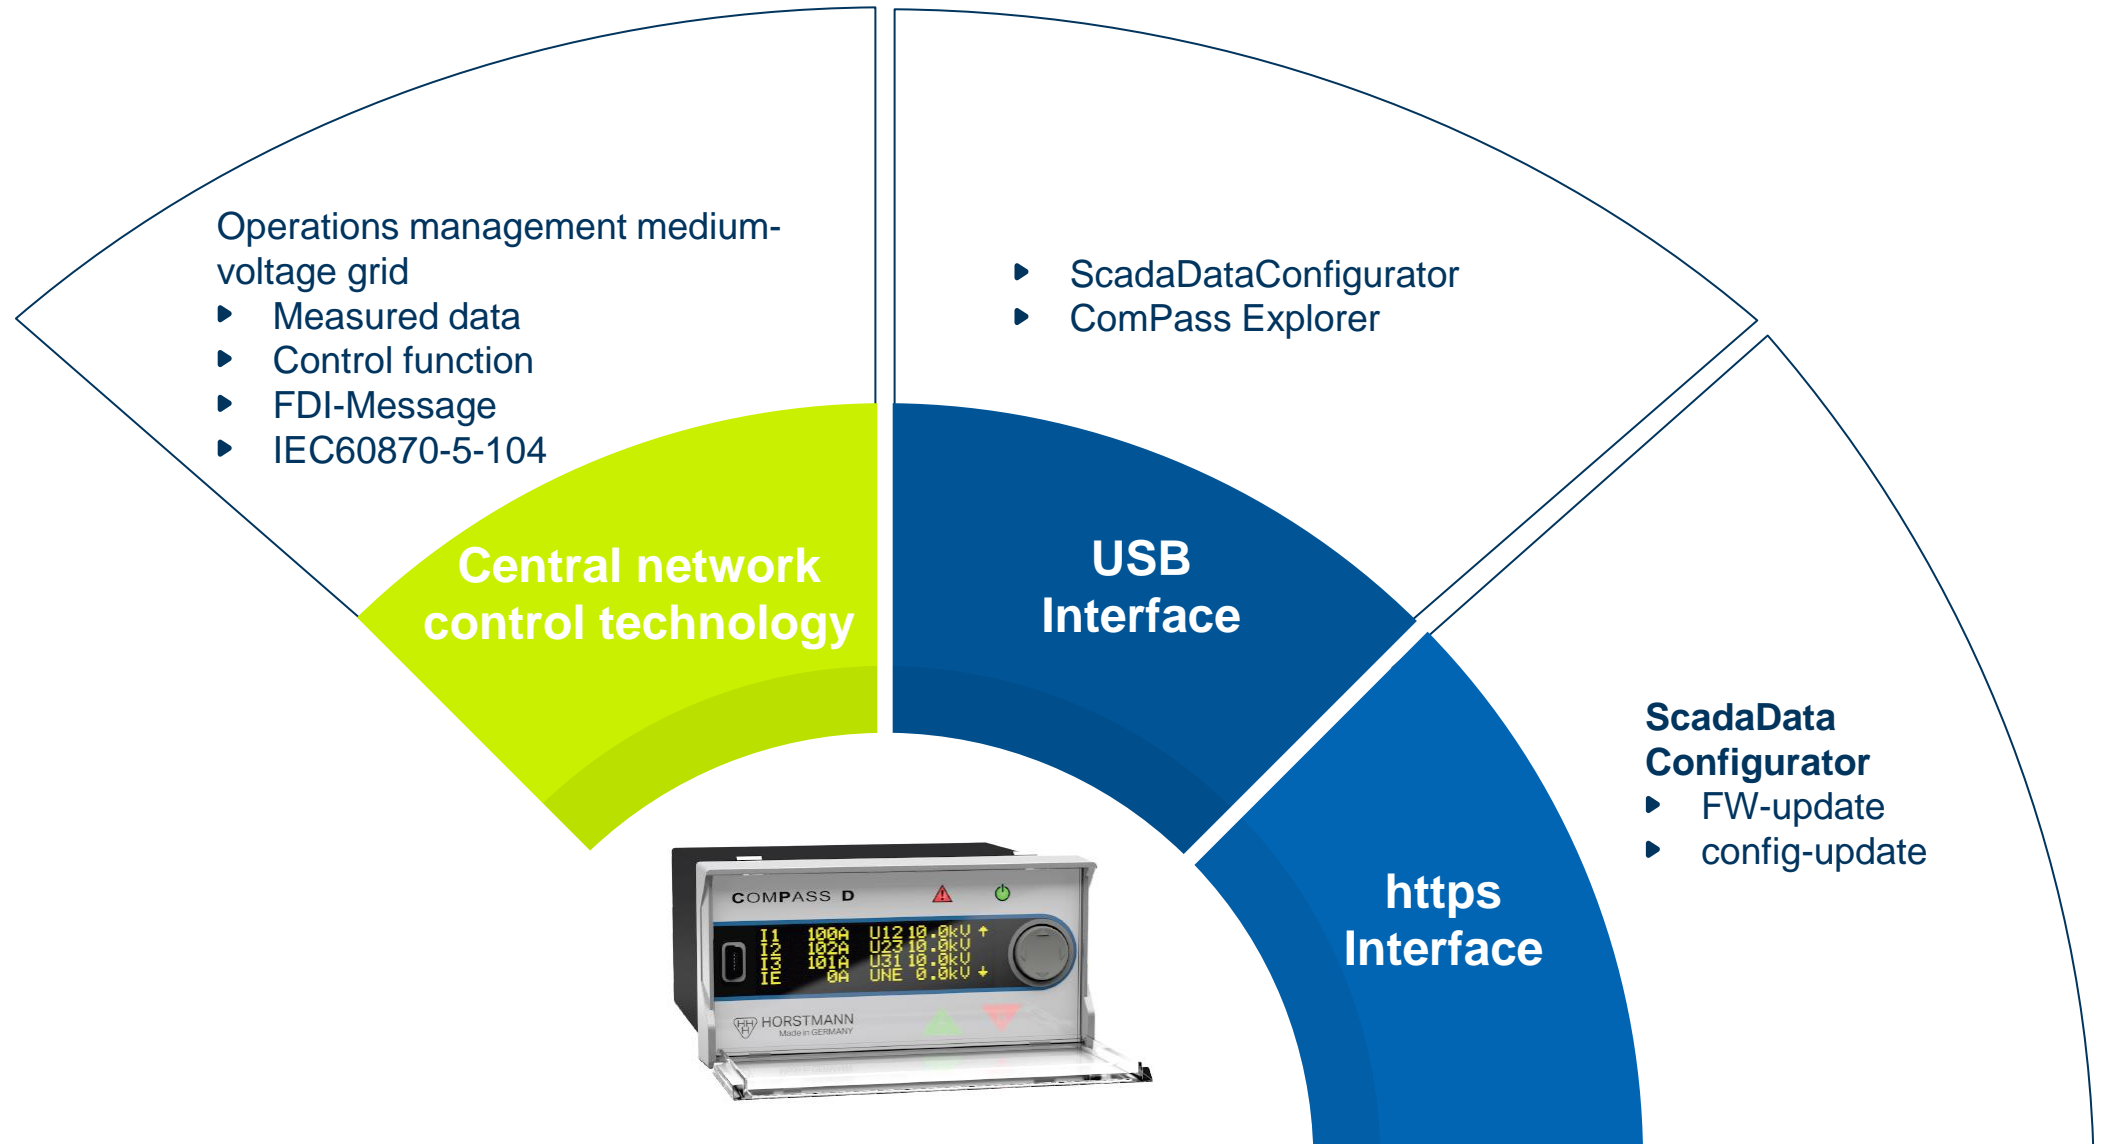 Operations management medium-
voltage grid
Measured data
Control function
FDI-Message
IEC60870-5-104
ScadaDataConfigurator
ComPass Explorer
Central network
control technology
USB
Interface
ScadaData
Configurator
FW-update
config-update
https
Interface
COMPASS D
I1 100A U12 10.0kV
I2 102A U23 10.0kV
I3 101A U31 10.0kV
IE 0A UNE 0.0kV
HORSTMANN
Made in GERMANY